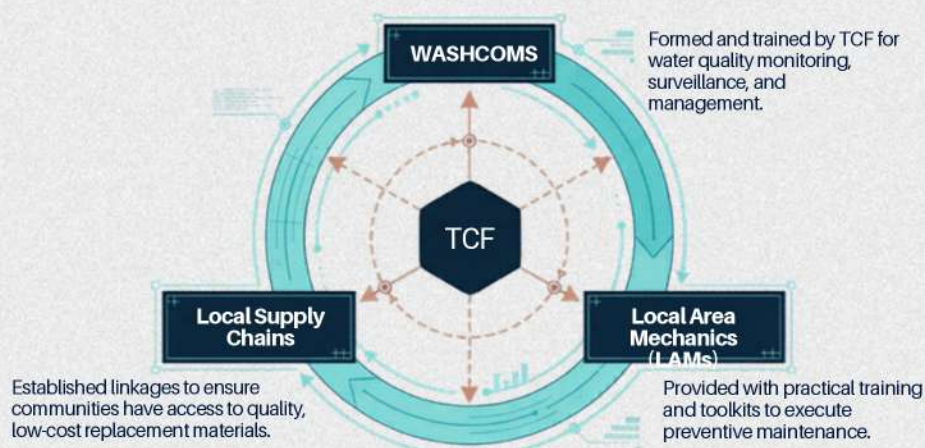 WASHCOMS
Formed and trained by TCF for
water quality monitoring,
surveillance, and
management.
TCF
Local Supply
Chains
Local Area
Mechanics
(LAMs)
Established linkages to ensure
communities have access to quality,
low-cost replacement materials.
Provided with practical training
and toolkits to execute
preventive maintenance.